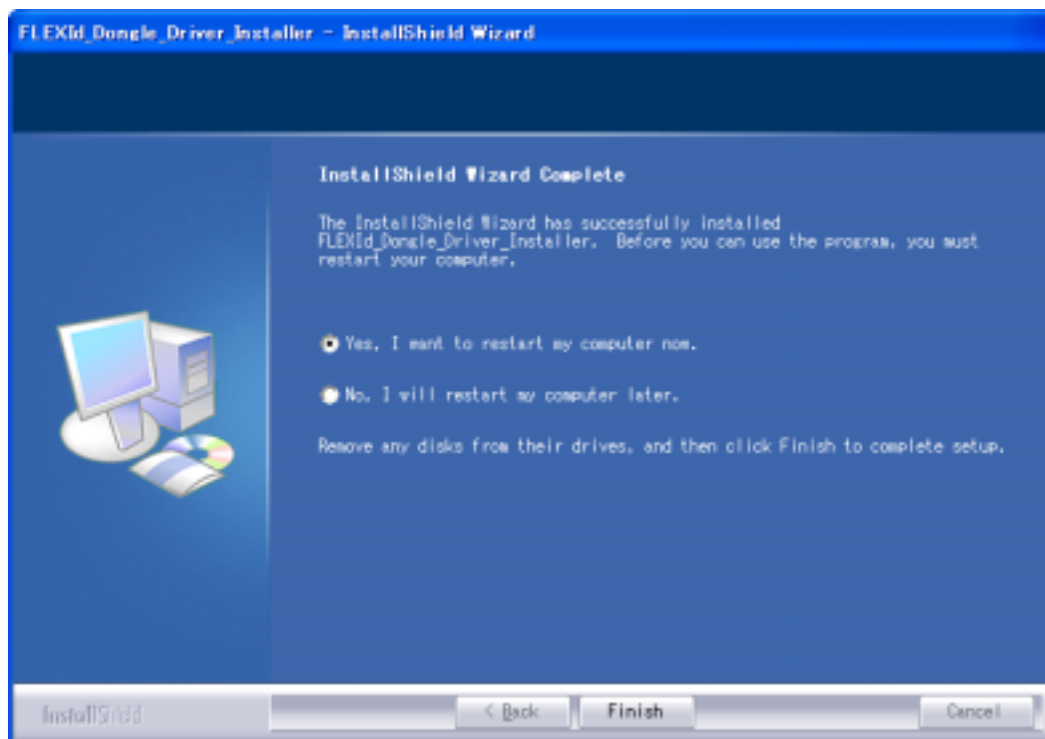 FLEXId_Dongle_Driver_Installer - InstallShield Wizard
InstallShield Wizard Complete
The InstallShield Wizard has successfully installed
FLEXId_Dongle_Driver_Installer.  Before you can use the program, you must
restart your computer.
Yes, I want to restart my computer now.
No, I will restart my computer later.
Remove any disks from their drives, and then click Finish to complete setup.
InstallShield
< Back
Finish
Cancel